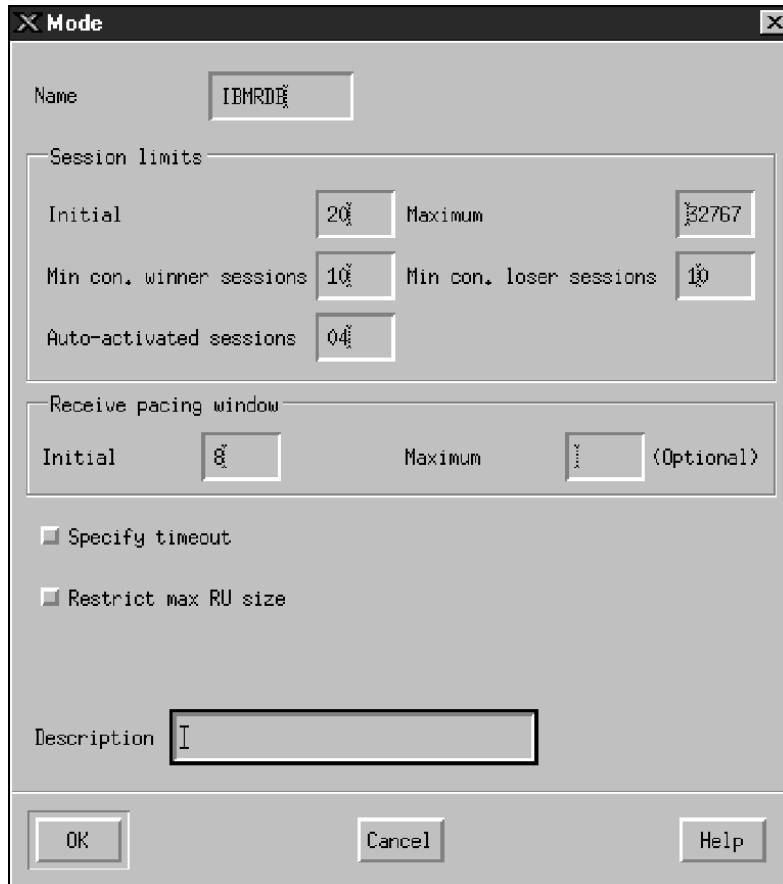 Mode
Name IBMRDB
Session limits
Initial 20 Maximum 32767
Min con. winner sessions 10 Min con. loser sessions 10
Auto-activated sessions 04
Receive pacing window
Initial 8 Maximum (Optional)
Specify timeout
Restrict max RU size
Description
OK Cancel Help